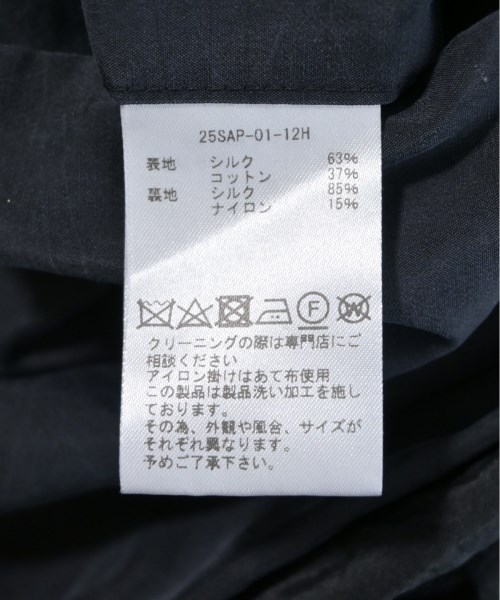 25SAP-01-12H
表地 シルク 63%
コットン 37%
裏地 シルク 85%
ナイロン 15%
F W
クリーニングの際は専門店にご
相談ください
アイロン掛けはあて布使用
この製品は製品洗い加工を施し
ております。
その為、外観や風合、サイズが
それぞれ異なります。
予めご了承下さい。